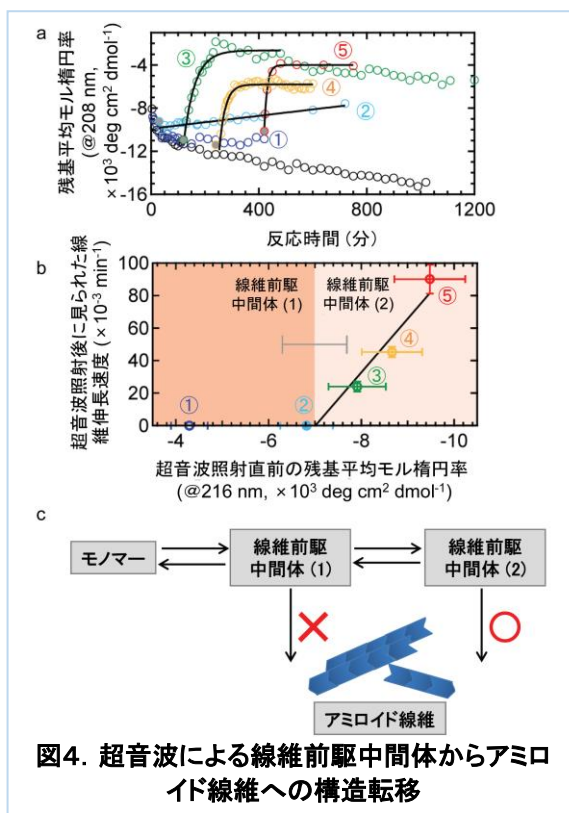 a
残基平均モル楕円率
(@208 nm,
×10³ deg cm2 dmol-1)
-4
-8
-12
-16
0
400
800
1200
①
②
③
④
⑤
反応時間(分)
b
超音波照射後に見られた線
維伸長速度(×10-3 min-1)
100
80
60
40
20
0
線維前駆
中間体(1)
線維前駆
中間体(2)
①
②
③
④
⑤
-4
-6
-8
-10
超音波照射直前の残基平均モル楕円率
(@216 nm, ×10³ deg cm2 dmol-1)
c
モノマー
線維前駆
中間体(1)
線維前駆
中間体(2)
アミロイド線維
図4. 超音波による線維前駆中間体からアミロ
イド線維への構造転移